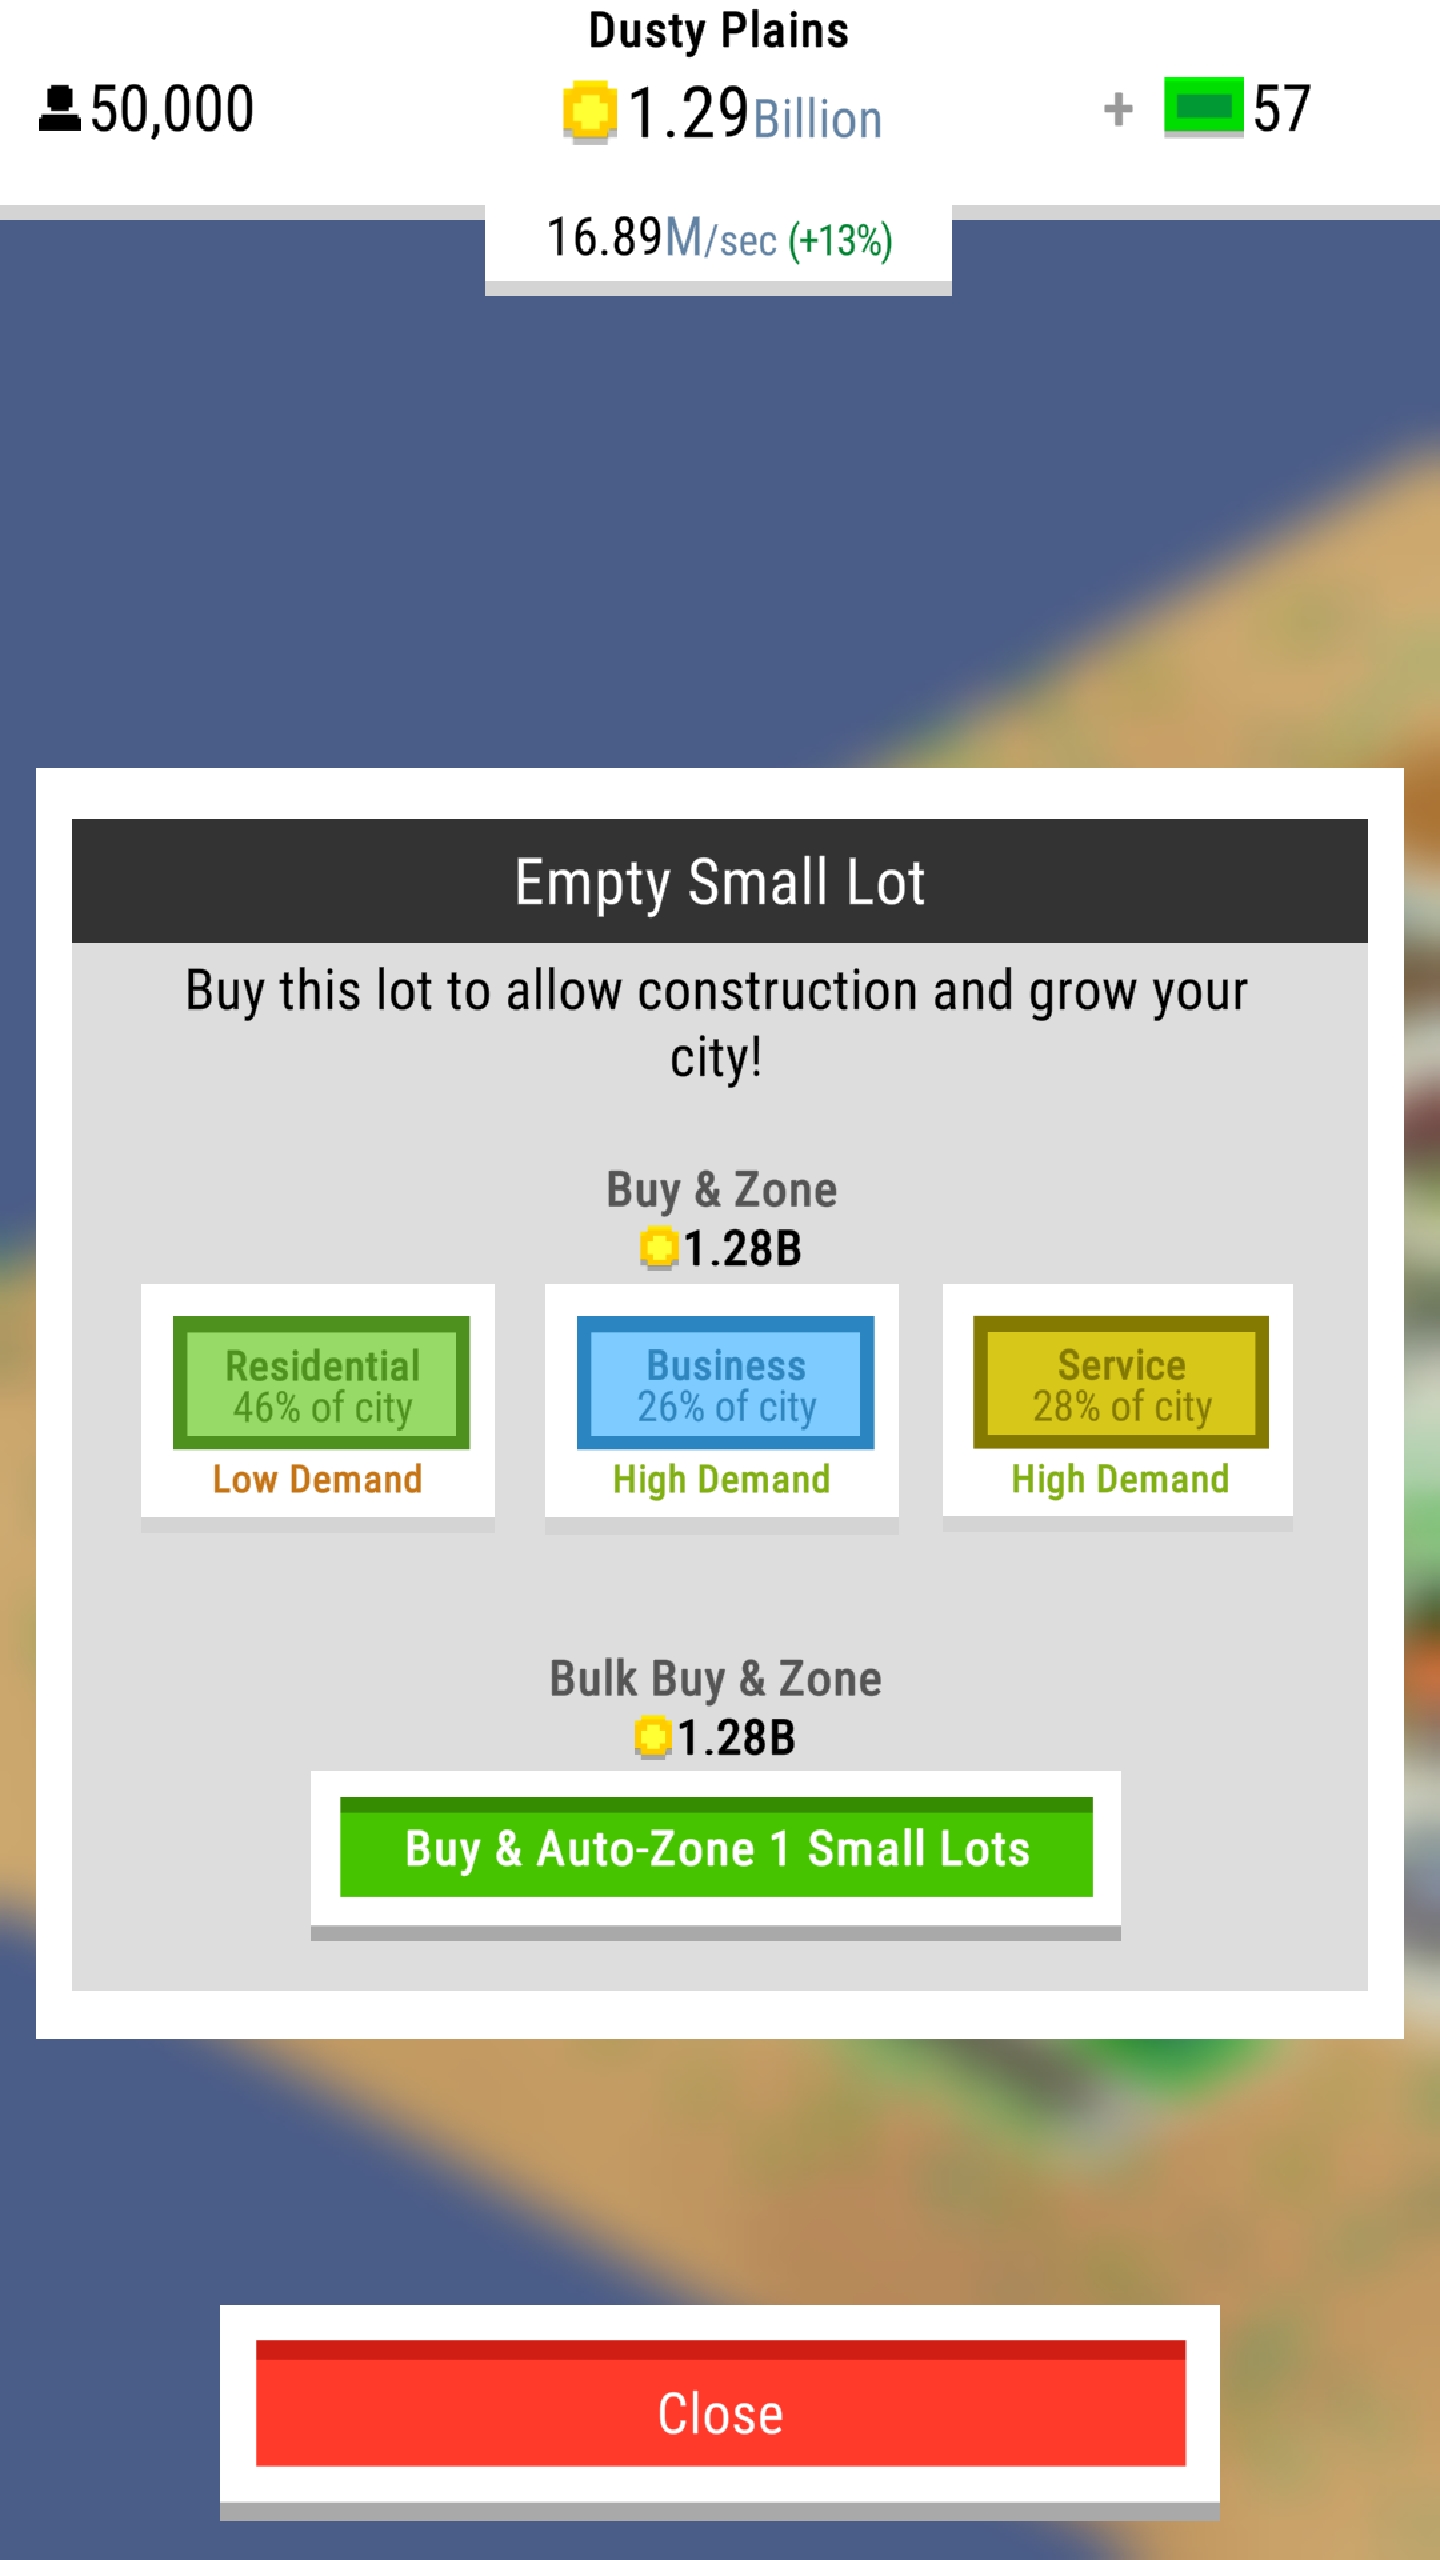 Dusty Plains
50,000
1.29Billion
+ 57
16.89M/sec (+13%)
Empty Small Lot
Buy this lot to allow construction and grow your
city!
Buy & Zone
1.28B
Residential
46% of city
Low Demand
Business
26% of city
High Demand
Service
28% of city
High Demand
Bulk Buy & Zone
1.28B
Buy & Auto-Zone 1 Small Lots
Close